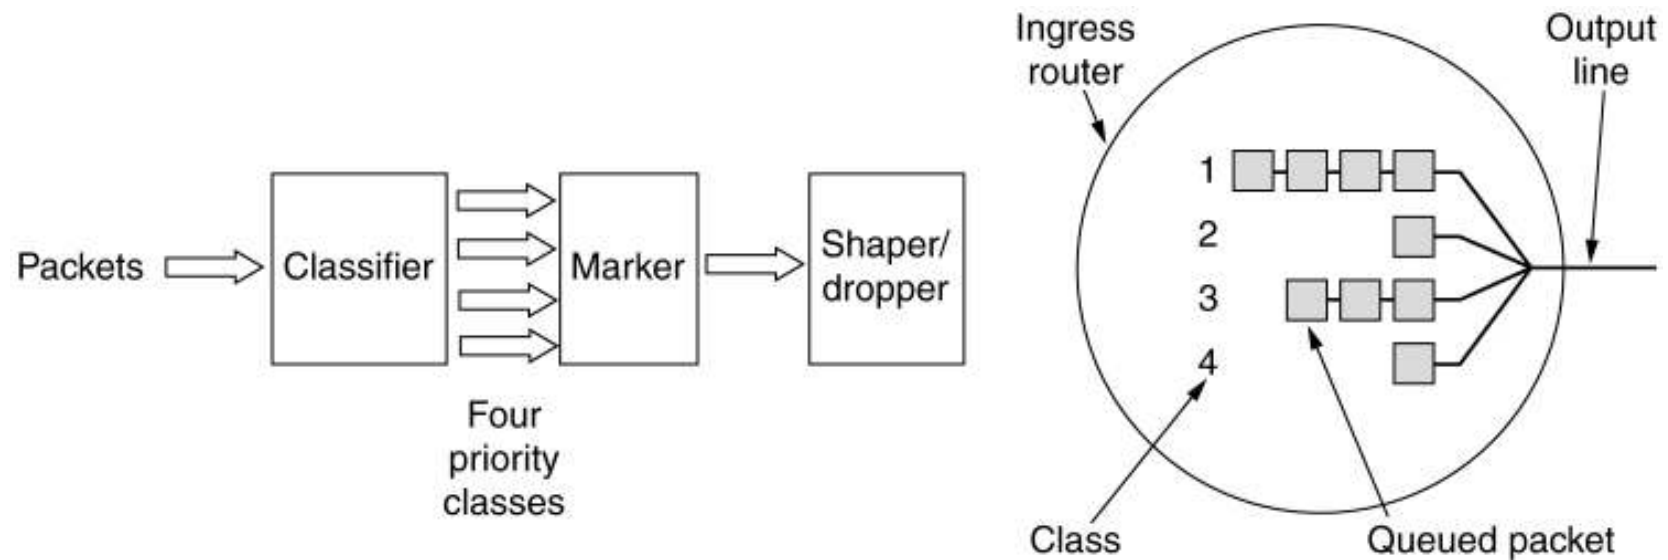 Packets
Classifier
Four
priority
classes
Marker
Shaper/
dropper
Ingress
router
Output
line
1
2
3
4
Class
Queued packet